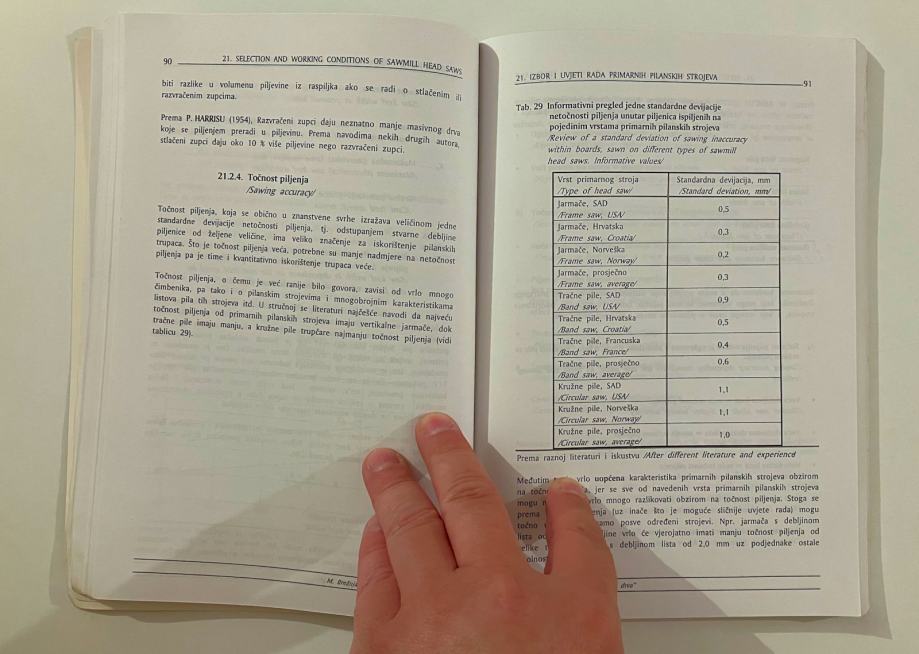 90
21. SELECTION AND WORKING CONDITIONS OF SAWMILL HEAD SAWS
biti razlike u volumenu piljevine iz raspiljka ako se radi o stlačenim ili
razvračenim zupcima.
Prema P. HARRISU (1954), Razvračeni zupci daju neznatno manje masivnog drva
koje se piljenjem preradi u piljevinu. Prema navodima nekih drugih autora,
stlačeni zupci daju oko 10 % više piljevine nego razvračeni zupci.
21.2.4. Točnost piljenja
/Sawing accuracy/
Točnost piljenja, koja se obično u znanstvene svrhe izražava veličinom jedne
standardne devijacije netočnosti piljenja, tj. odstupanjem stvarne debljine
piljenice od željene veličine, ima veliko značenje za iskorištenje pilanskih
trupaca. Što je točnost piljenja veća, potrebne su manje nadmjere na netočnost
piljenja pa je time i kvantitativno iskorištenje trupaca veće.
Točnost piljenja, o čemu je već ranije bilo govora, zavisi od vrlo mnogo
čimbenika, pa tako i o pilanskim strojevima i mnogobrojnim karakteristikama
listova pila tih strojeva itd. U stručnoj se literaturi najčešće navodi da najveću
točnost piljenja od primarnih pilanskih strojeva imaju vertikalne jarmače, dok
tračne pile imaju manju, a kružne pile trupčare najmanju točnost piljenja (vidi
tablicu 29).
M.
21. IZBOR I UVJETI RADA PRIMARNIH PILANSKIH STROJEVA
91
Tab. 29 Informativni pregled jedne standardne devijacije
netočnosti piljenja unutar piljenica ispiljenih na
pojedinim vrstama primarnih pilanskih strojeva
/Review of a standard deviation of sawing inaccuracy
within boards, sawn on different types of sawmill
head saws. Informative values/
Vrst primarnog stroja Standardna devijacija, mm
/Type of head saw/ /Standard deviation, mm/
Jarmače, SAD
/Frame saw, USA/ 0,5
Jarmače, Hrvatska
/Frame saw, Croatia/ 0,3
Jarmače, Norveška
/Frame saw, Norway/ 0,2
Jarmače, prosječno
/Frame saw, average/ 0,3
Tračne pile, SAD
/Band saw, USA/ 0,9
Tračne pile, Hrvatska
/Band saw, Croatia/ 0,5
Tračne pile, Francuska
/Band saw, France/ 0,4
Tračne pile, prosječno
/Band saw, average/ 0,6
Kružne pile, SAD
/Circular saw, USA/ 1,1
Kružne pile, Norveška
/Circular saw, Norway/ 1,1
Kružne pile, prosječno
/Circular saw, average/ 1,0
Prema raznoj literaturi i iskustvu /After different literature and experience
Međutim vrlo uopćena karakteristika primarnih pilanskih strojeva obzirom
na jer se sve od navedenih vrsta primarnih pilanskih strojeva
mogu vrlo mnogo razlikovati obzirom na točnost piljenja. Stoga se
prema (uz inače što je moguće sličnije uvjete rada) mogu
točno posve određeni strojevi. Npr. jarmača s debljinom
lista vrlo će vjerojatno imati manju točnost piljenja od
s debljinom lista od 2,0 mm uz podjednake ostale
drva"